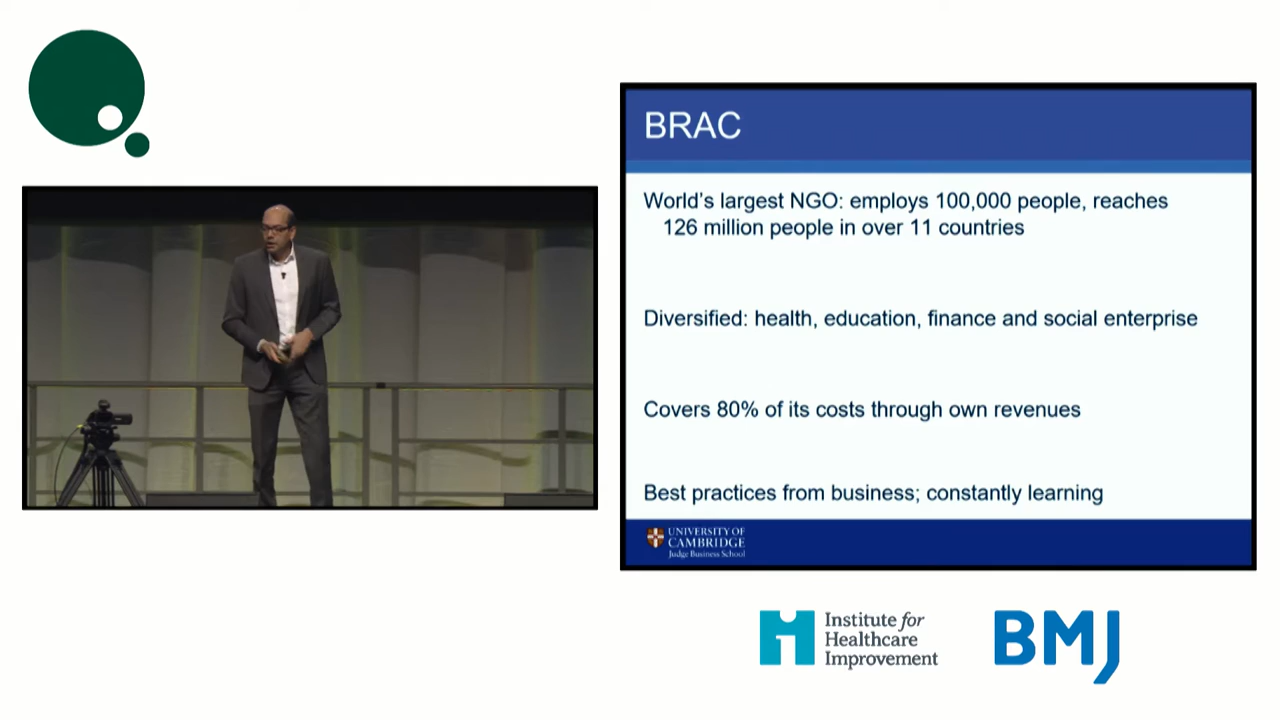 BRAC
World's largest NGO: employs 100,000 people, reaches
126 million people in over 11 countries
Diversified: health, education, finance and social enterprise
Covers 80% of its costs through own revenues
Best practices from business; constantly learning
UNIVERSITY OF
CAMBRIDGE
Judge Business School
Institute for
Healthcare
Improvement
BMJ